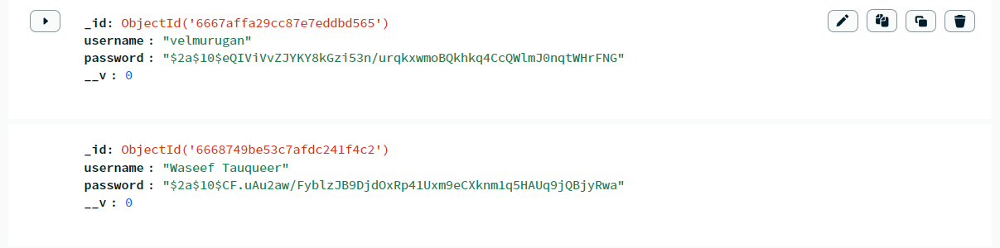 _id: ObjectId('6667affa29cc87e7eddbd565')
username : "velmurugan"
password : "$2a$10$eQIViVvZJYKY8kGzi53n/urqkxwmoBQkhkq4CcQWlmJ0nqtWHrFNG"
__v : 0
_id: ObjectId('6668749be53c7afdc241f4c2')
username : "Waseef Tauqueer"
password : "$2a$10$CF.uAu2aw/FyblzJB9DjdOxRp41Uxm9eCXknm1q5HAUq9jQBjyRwa"
__v : 0